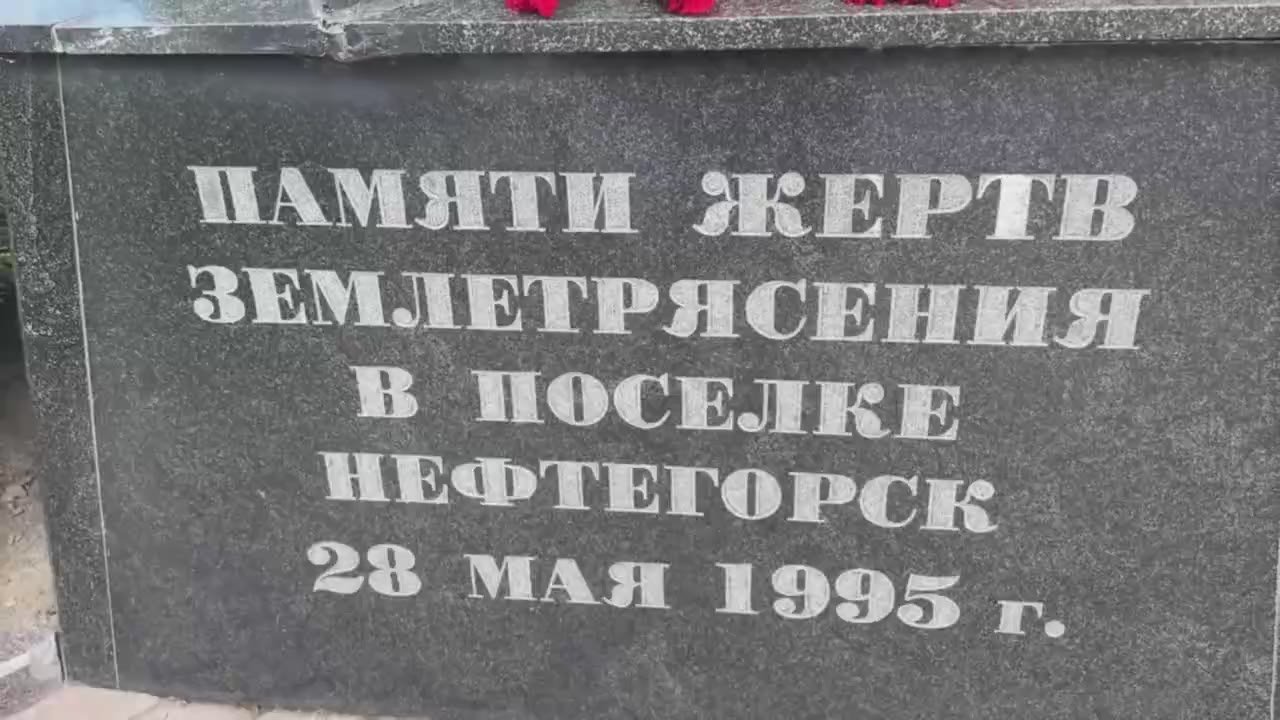 ПАМЯТИ ЖЕРТВ
ЗЕМЛЕТРЯСЕНИЯ
В ПОСЕЛКЕ
НЕФТЕГОРСК
28 МАЯ 1995 г.